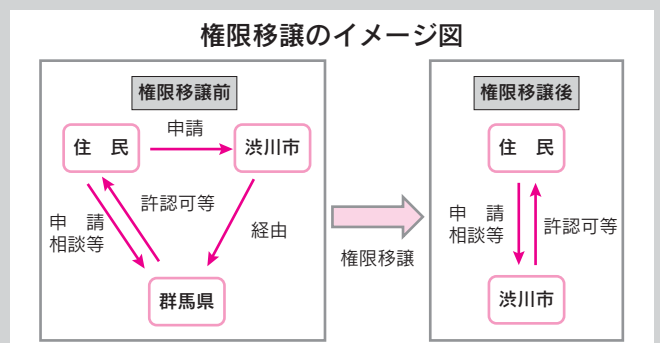 権限移譲のイメージ図
権限移譲前
住　民
申請
渋川市
申　請
相談等
許認可等
経由
群馬県
権限移譲
権限移譲後
住　民
申　請
相談等
許認可等
渋川市